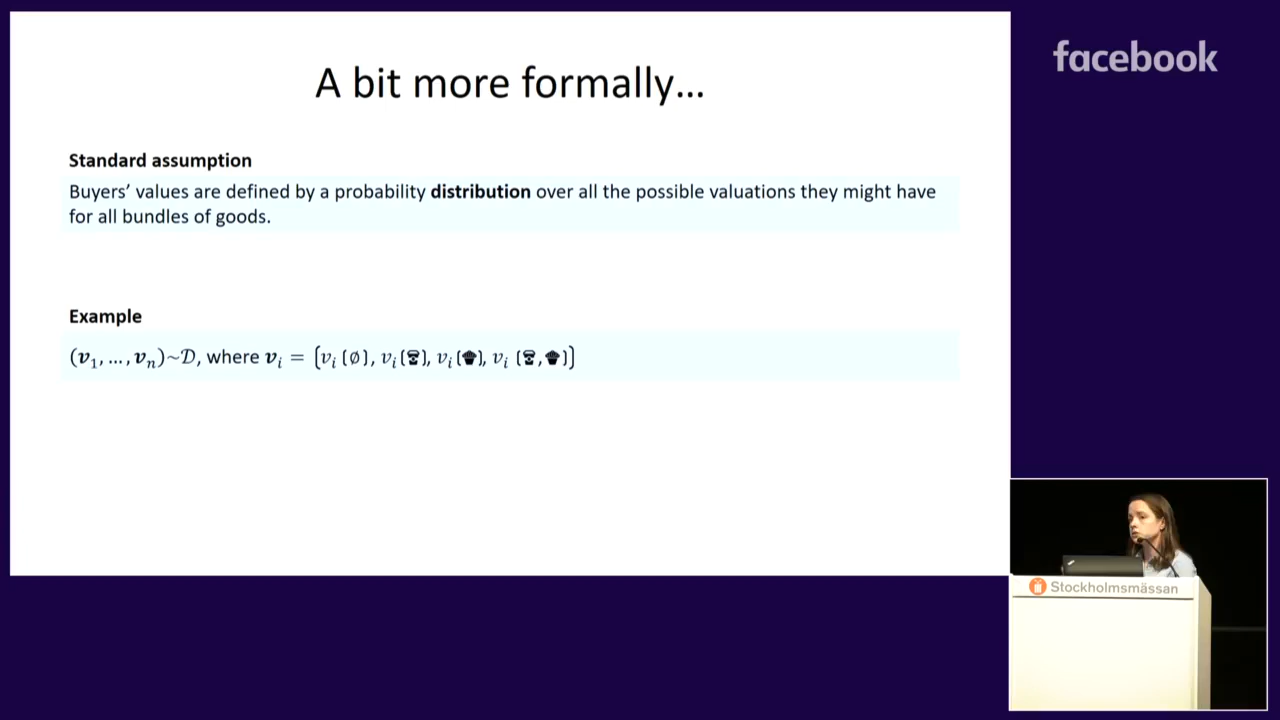 A bit more formally...
facebook
Standard assumption
Buyers’ values are defined by a probability distribution over all the possible valuations they might have
for all bundles of goods.
Example
(v₁, ..., vₙ)~𝒟, where vᵢ = [vᵢ(∅), vᵢ(☕), vᵢ(🧁), vᵢ (☕,🧁)]
Stockholmsmässan